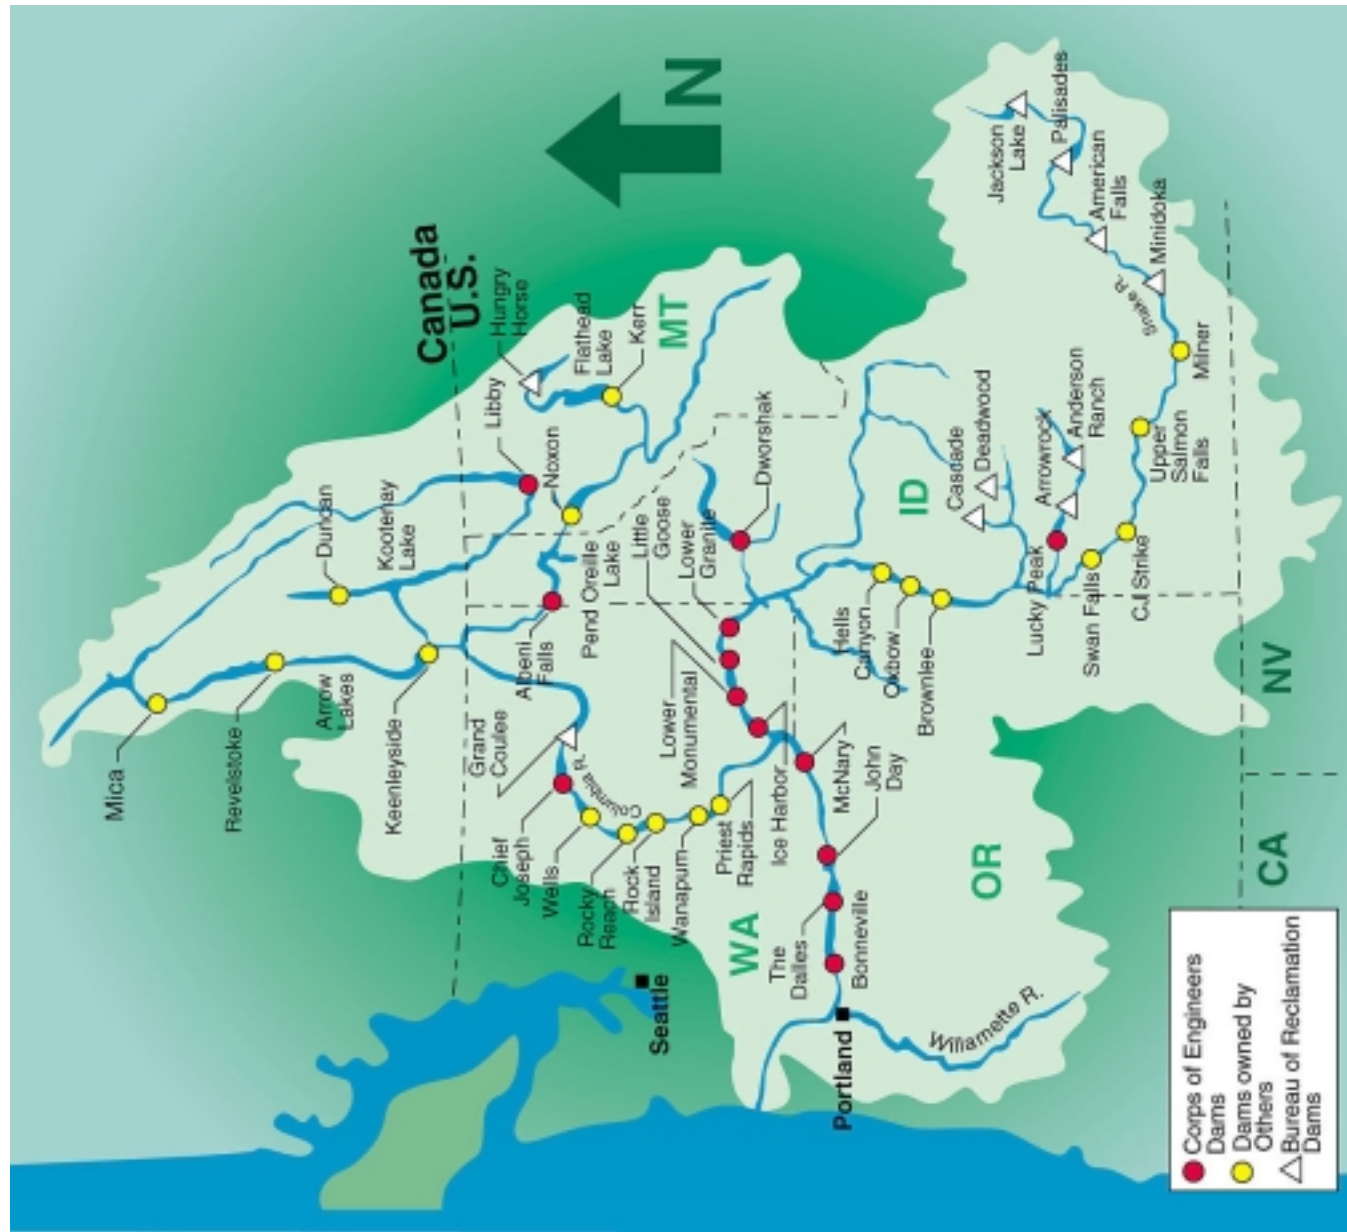 Canada
U.S.
N
Mica
Revelstoke
Arrow
Lakes
Keenleyside
Duncan
Kootenay
Lake
Libby
Hungry
Horse
Flathead
Lake
Kerr
MT
Noxon
Pend Oreille
Lake
Albeni
Falls
Grand
Coulee
Columbia R.
Chief
Joseph
Wells
Rocky
Reach
Rock
Island
Wanapum
Priest
Rapids
Ice Harbor
Lower
Monumental
Little
Goose
Lower
Granite
Dworshak
McNary
John
Day
The
Dalles
Bonneville
WA
Seattle
Portland
Willamette R.
OR
Hells
Canyon
Oxbow
Brownlee
ID
Cascade
Deadwood
Arrowrock
Anderson
Ranch
Lucky Peak
Swan Falls
CJ Strike
Upper
Salmon
Falls
Milner
Snake R.
Minidoka
American
Falls
Palisades
Jackson
Lake
NV
CA
Corps of Engineers
Dams
Dams owned by
Others
Bureau of Reclamation
Dams